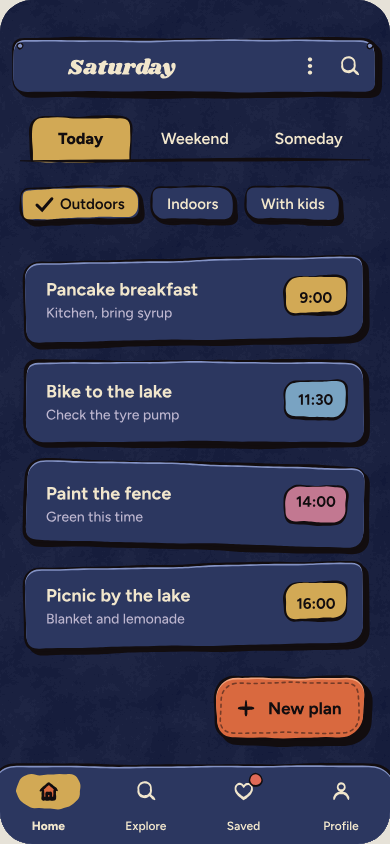 Saturday
Today
Weekend
Someday
Outdoors
Indoors
With kids
Pancake breakfast
Kitchen, bring syrup
9:00
Bike to the lake
Check the tyre pump
11:30
Paint the fence
Green this time
14:00
Picnic by the lake
Blanket and lemonade
16:00
New plan
Home
Explore
Saved
Profile